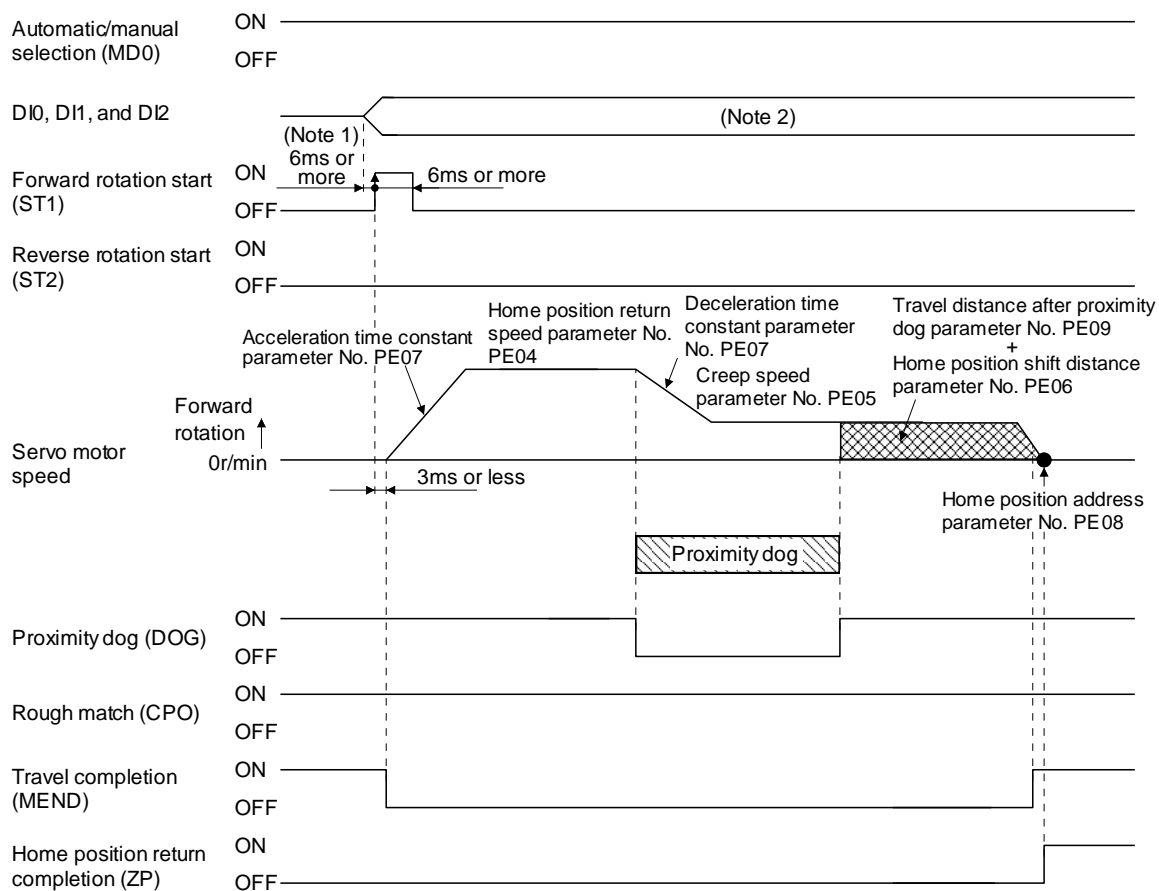 Automatic/manual
selection (MD0)
ON
OFF
DI0, DI1, and DI2
(Note 1)
(Note 2)
6ms or
more
6ms or more
Forward rotation start
(ST1)
ON
OFF
Reverse rotation start
(ST2)
ON
OFF
Acceleration time constant
parameter No. PE07
Home position return
speed parameter No.
PE04
Deceleration time
constant parameter
No. PE07
Creep speed
parameter No. PE05
Travel distance after proximity
dog parameter No. PE09
+
Home position shift distance
parameter No. PE06
Servo motor
speed
Forward
rotation
0r/min
3ms or less
Home position address
parameter No. PE08
Proximity dog
Proximity dog (DOG)
ON
OFF
Rough match (CPO)
ON
OFF
Travel completion
(MEND)
ON
OFF
Home position return
completion (ZP)
ON
OFF